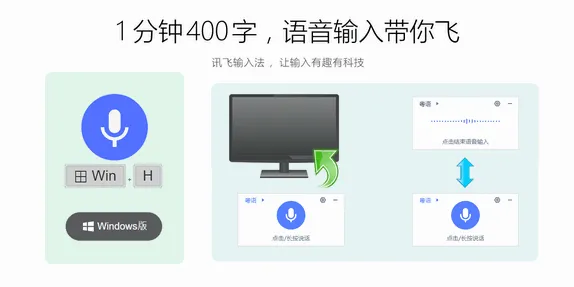 1分钟400字，语音输入带你飞
讯飞输入法，让输入有趣有科技
Win + H
Windows版
粤语
点击/长按说话
粤语
点击结束语音输入
粤语
点击/长按说话